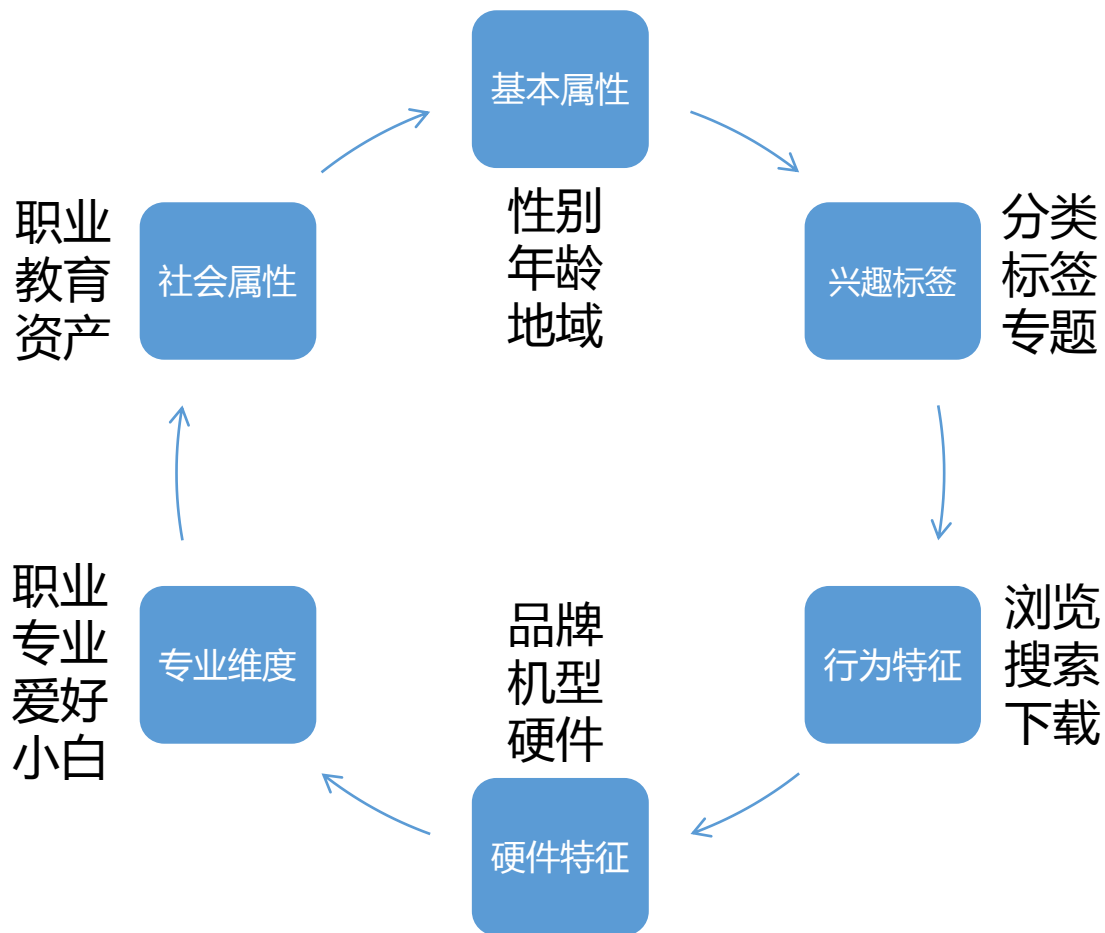 基本属性
性别
年龄
地域
兴趣标签
分类
标签
专题
行为特征
浏览
搜索
下载
硬件特征
品牌
机型
硬件
专业维度
职业
专业
爱好
小白
社会属性
职业
教育
资产